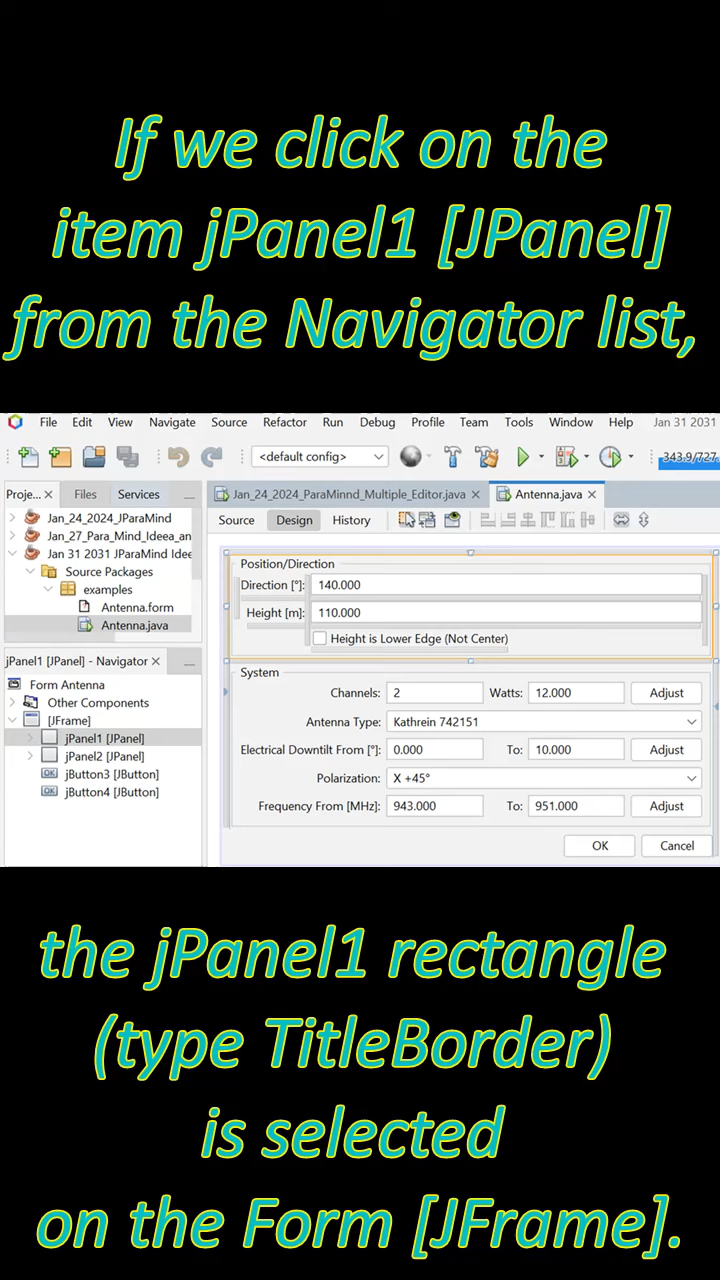 If we click on the
item jPanel1 [JPanel]
from the Navigator list,
File Edit View Navigate Source Refactor Run Debug Profile Team Tools Window Help Jan 31 2031
<default config> 343.9/727.
Proje... Files Services Jan_24_2024_ParaMinnd_Multiple_Editor.java Antenna.java
Source Design History
Jan_24_2024_JParaMind
Jan_27_Para_Mind_Ideea_an
Jan 31 2031 JParaMind Idee
Source Packages
examples
Antenna.form
Antenna.java
jPanel1 [JPanel] - Navigator
Form Antenna
Other Components
[JFrame]
jPanel1 [JPanel]
jPanel2 [JPanel]
OK jButton3 [JButton]
OK jButton4 [JButton]
Position/Direction
Direction [°]: 140.000
Height [m]: 110.000
Height is Lower Edge (Not Center)
System
Channels: 2 Watts: 12.000 Adjust
Antenna Type: Kathrein 742151
Electrical Downtilt From [°]: 0.000 To: 10.000 Adjust
Polarization: X +45°
Frequency From [MHz]: 943.000 To: 951.000 Adjust
OK Cancel
the jPanel1 rectangle
(type TitleBorder)
is selected
on the Form [JFrame].